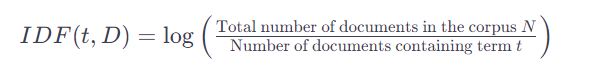 IDF(t, D) = log ( Total number of documents in the corpus N / Number of documents containing term t )